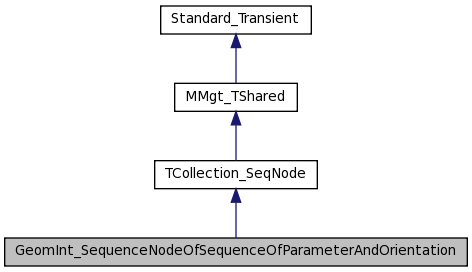 Standard_Transient
MMgt_TShared
TCollection_SeqNode
GeomInt_SequenceNodeOfSequenceOfParameterAndOrientation